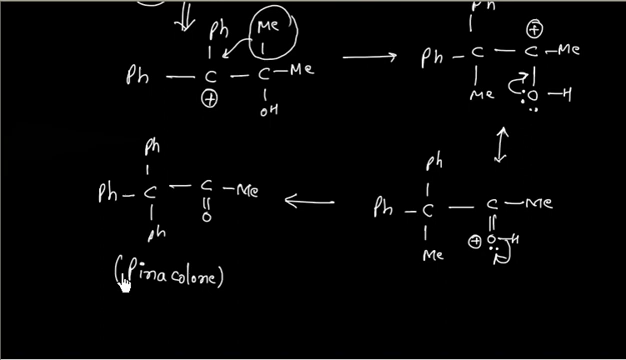 Ph Me Ph
Ph — C — C — Me Ph — C — C — Me
⊕ OH Me :O — H ⊕
Ph Ph
Ph — C — C — Me Ph — C — C — Me
Ph O Me ⊕ O — H
(Pinacolone)